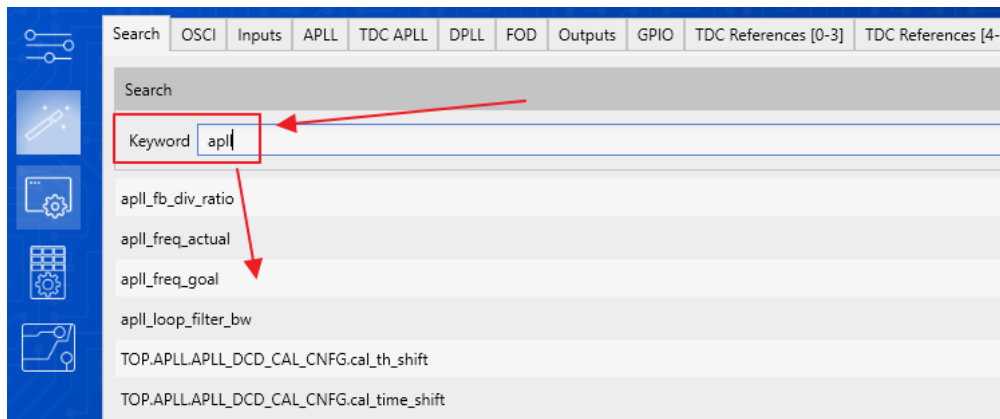 Search OSCI Inputs APLL TDC APLL DPLL FOD Outputs GPIO TDC References [0-3] TDC References [4-
Search
Keyword apll
apll_fb_div_ratio
apll_freq_actual
apll_freq_goal
apll_loop_filter_bw
TOP.APLL.APLL_DCD_CAL_CNFG.cal_th_shift
TOP.APLL.APLL_DCD_CAL_CNFG.cal_time_shift